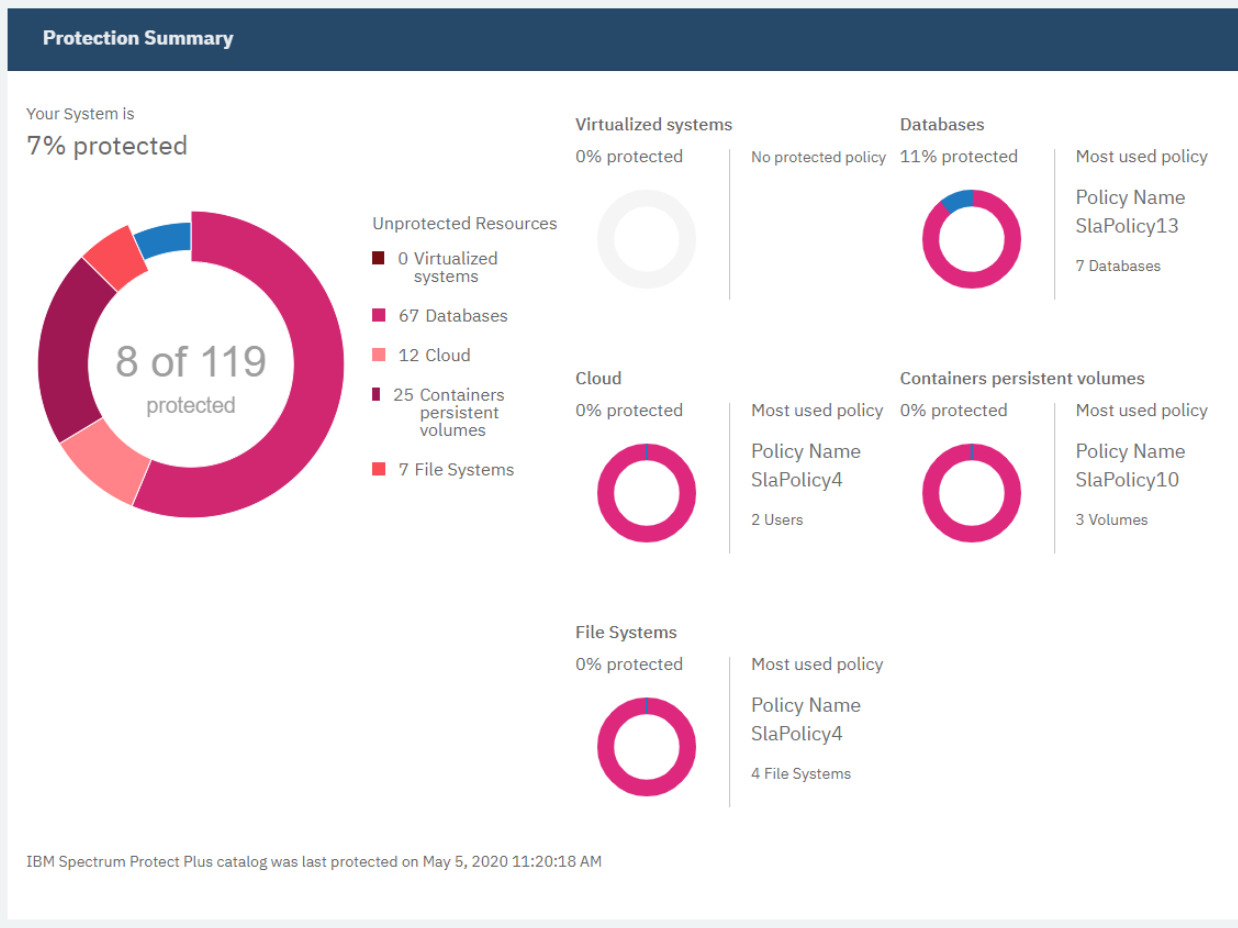 Protection Summary
Your System is
7% protected
8 of 119
protected
Unprotected Resources
0 Virtualized
systems
67 Databases
12 Cloud
25 Containers
persistent
volumes
7 File Systems
Virtualized systems
0% protected
No protected policy
Databases
11% protected
Most used policy
Policy Name
SlaPolicy13
7 Databases
Cloud
0% protected
Most used policy
Policy Name
SlaPolicy4
2 Users
Containers persistent volumes
0% protected
Most used policy
Policy Name
SlaPolicy10
3 Volumes
File Systems
0% protected
Most used policy
Policy Name
SlaPolicy4
4 File Systems
IBM Spectrum Protect Plus catalog was last protected on May 5, 2020 11:20:18 AM